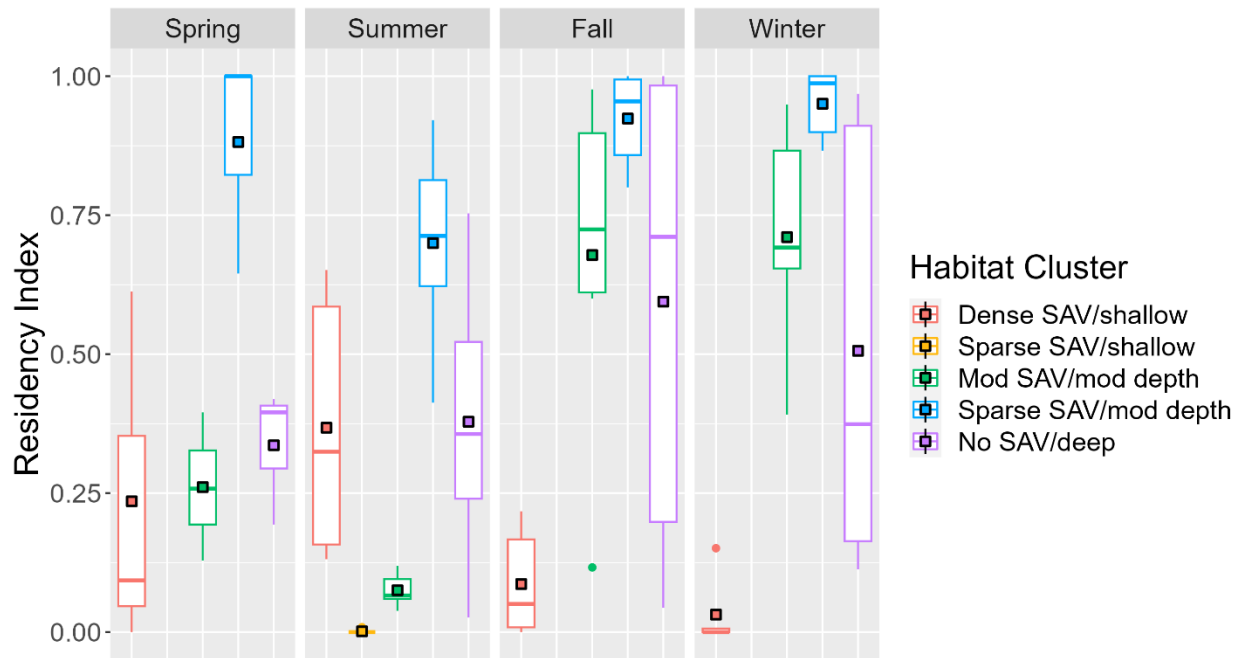 Spring Summer Fall Winter
1.00
0.75
0.50
0.25
0.00
Residency Index
Habitat Cluster
Dense SAV/shallow
Sparse SAV/shallow
Mod SAV/mod depth
Sparse SAV/mod depth
No SAV/deep